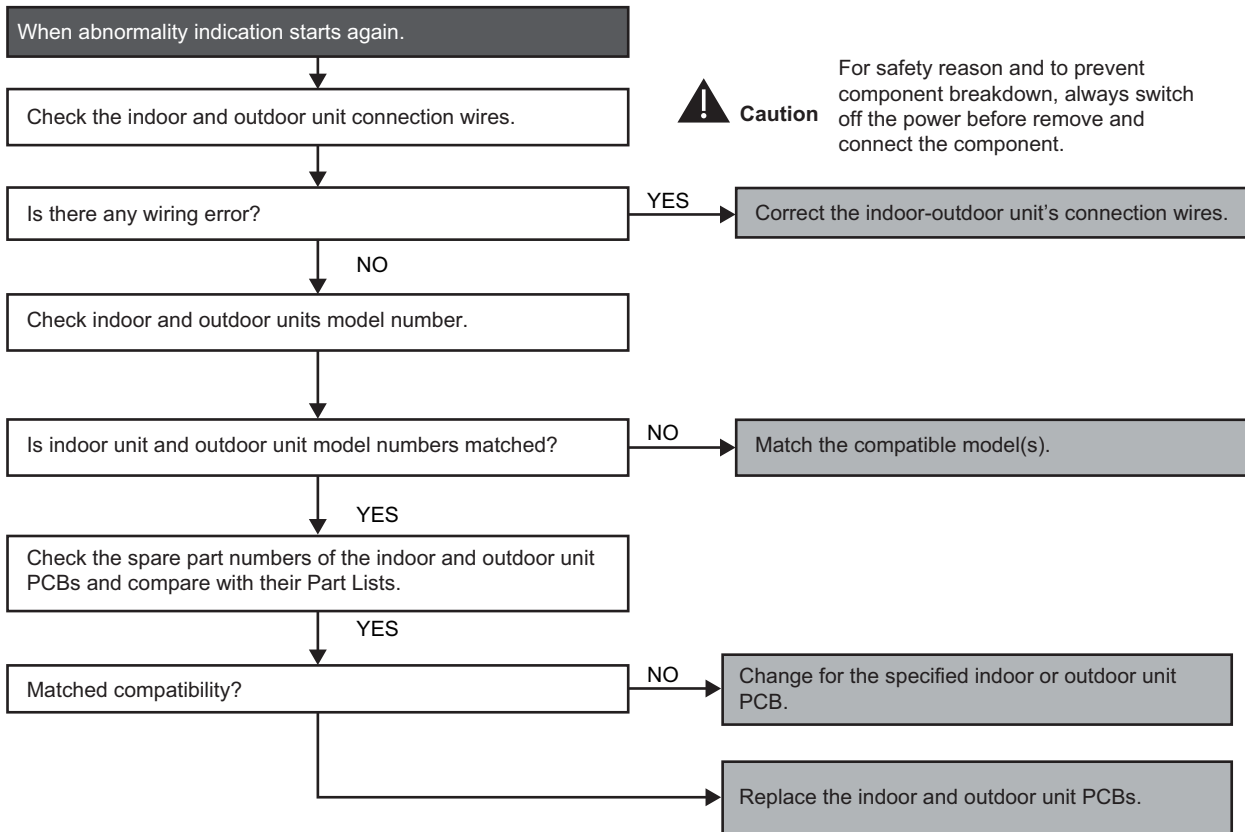 When abnormality indication starts again.
Check the indoor and outdoor unit connection wires.
Caution
For safety reason and to prevent
component breakdown, always switch
off the power before remove and
connect the component.
Is there any wiring error?
YES
Correct the indoor-outdoor unit's connection wires.
NO
Check indoor and outdoor units model number.
Is indoor unit and outdoor unit model numbers matched?
NO
Match the compatible model(s).
YES
Check the spare part numbers of the indoor and outdoor unit
PCBs and compare with their Part Lists.
YES
Matched compatibility?
NO
Change for the specified indoor or outdoor unit
PCB.
Replace the indoor and outdoor unit PCBs.